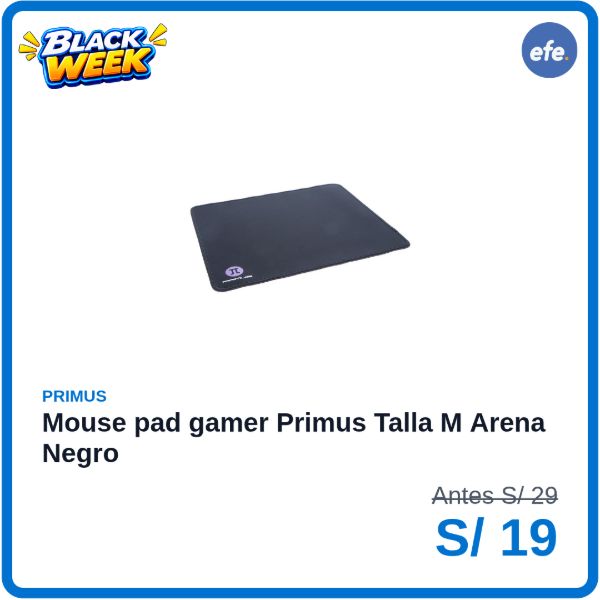 BLACK
WEEK
efe.
PRIMUS
Mouse pad gamer Primus Talla M Arena
Negro
Antes S/ 29
S/ 19